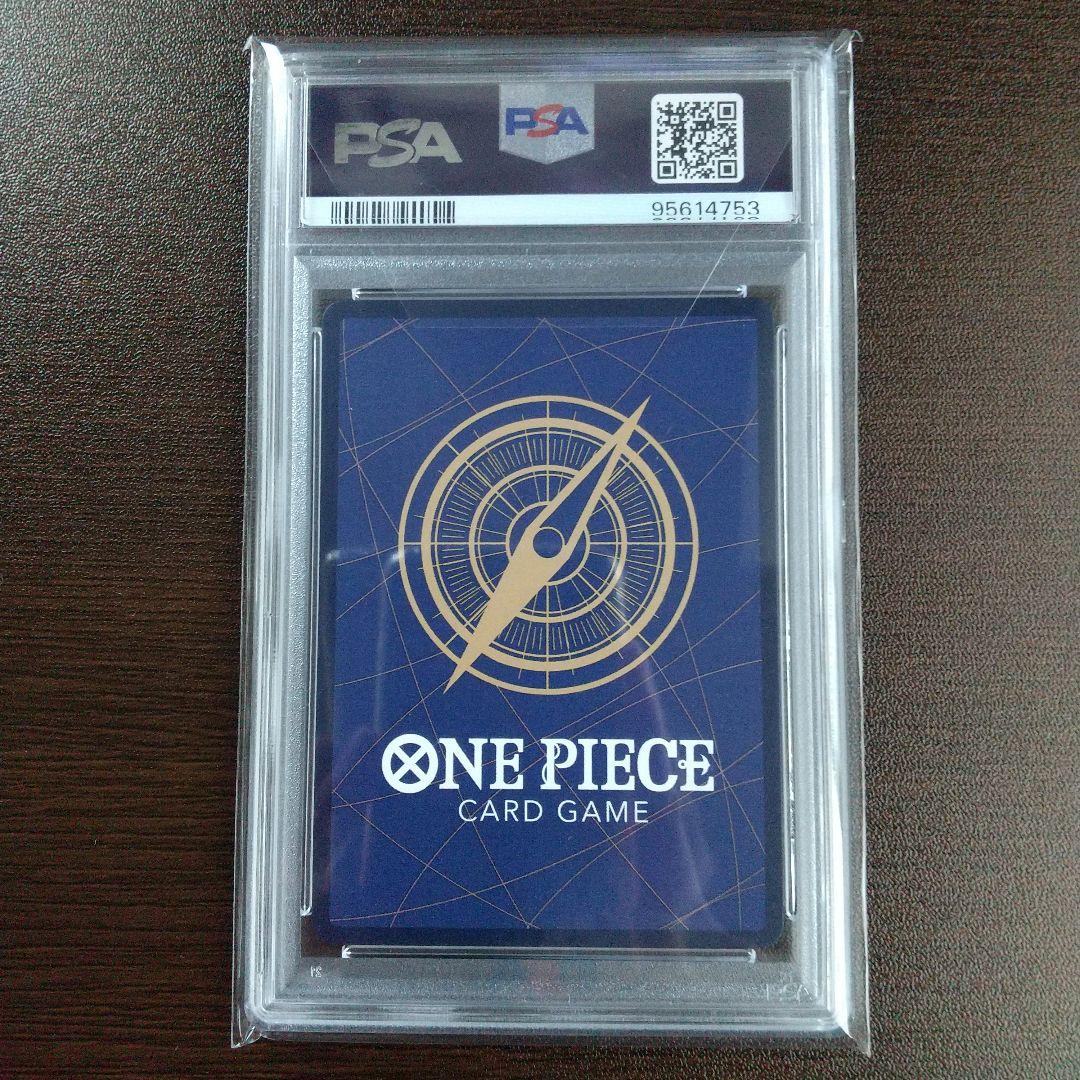 PSA
PSA
95614753
ONE PIECE
CARD GAME